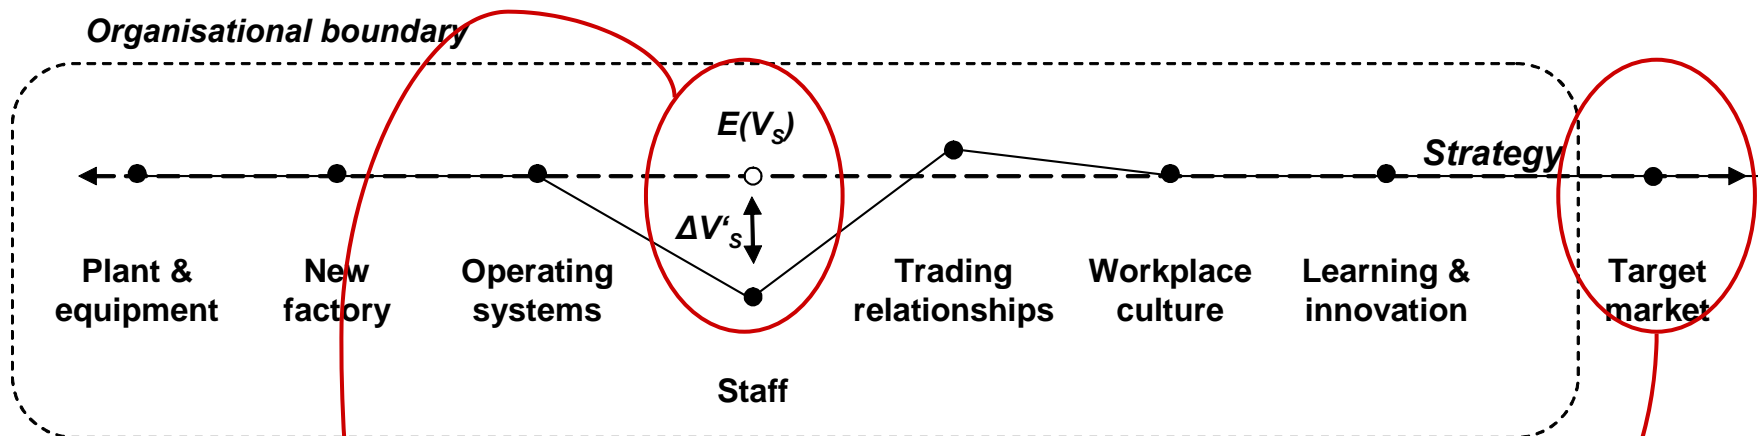 Organisational boundary
E(Vs)
Strategy
ΔV‘s
Plant &
equipment
New
factory
Operating
systems
Trading
relationships
Workplace
culture
Learning &
innovation
Target
market
Staff